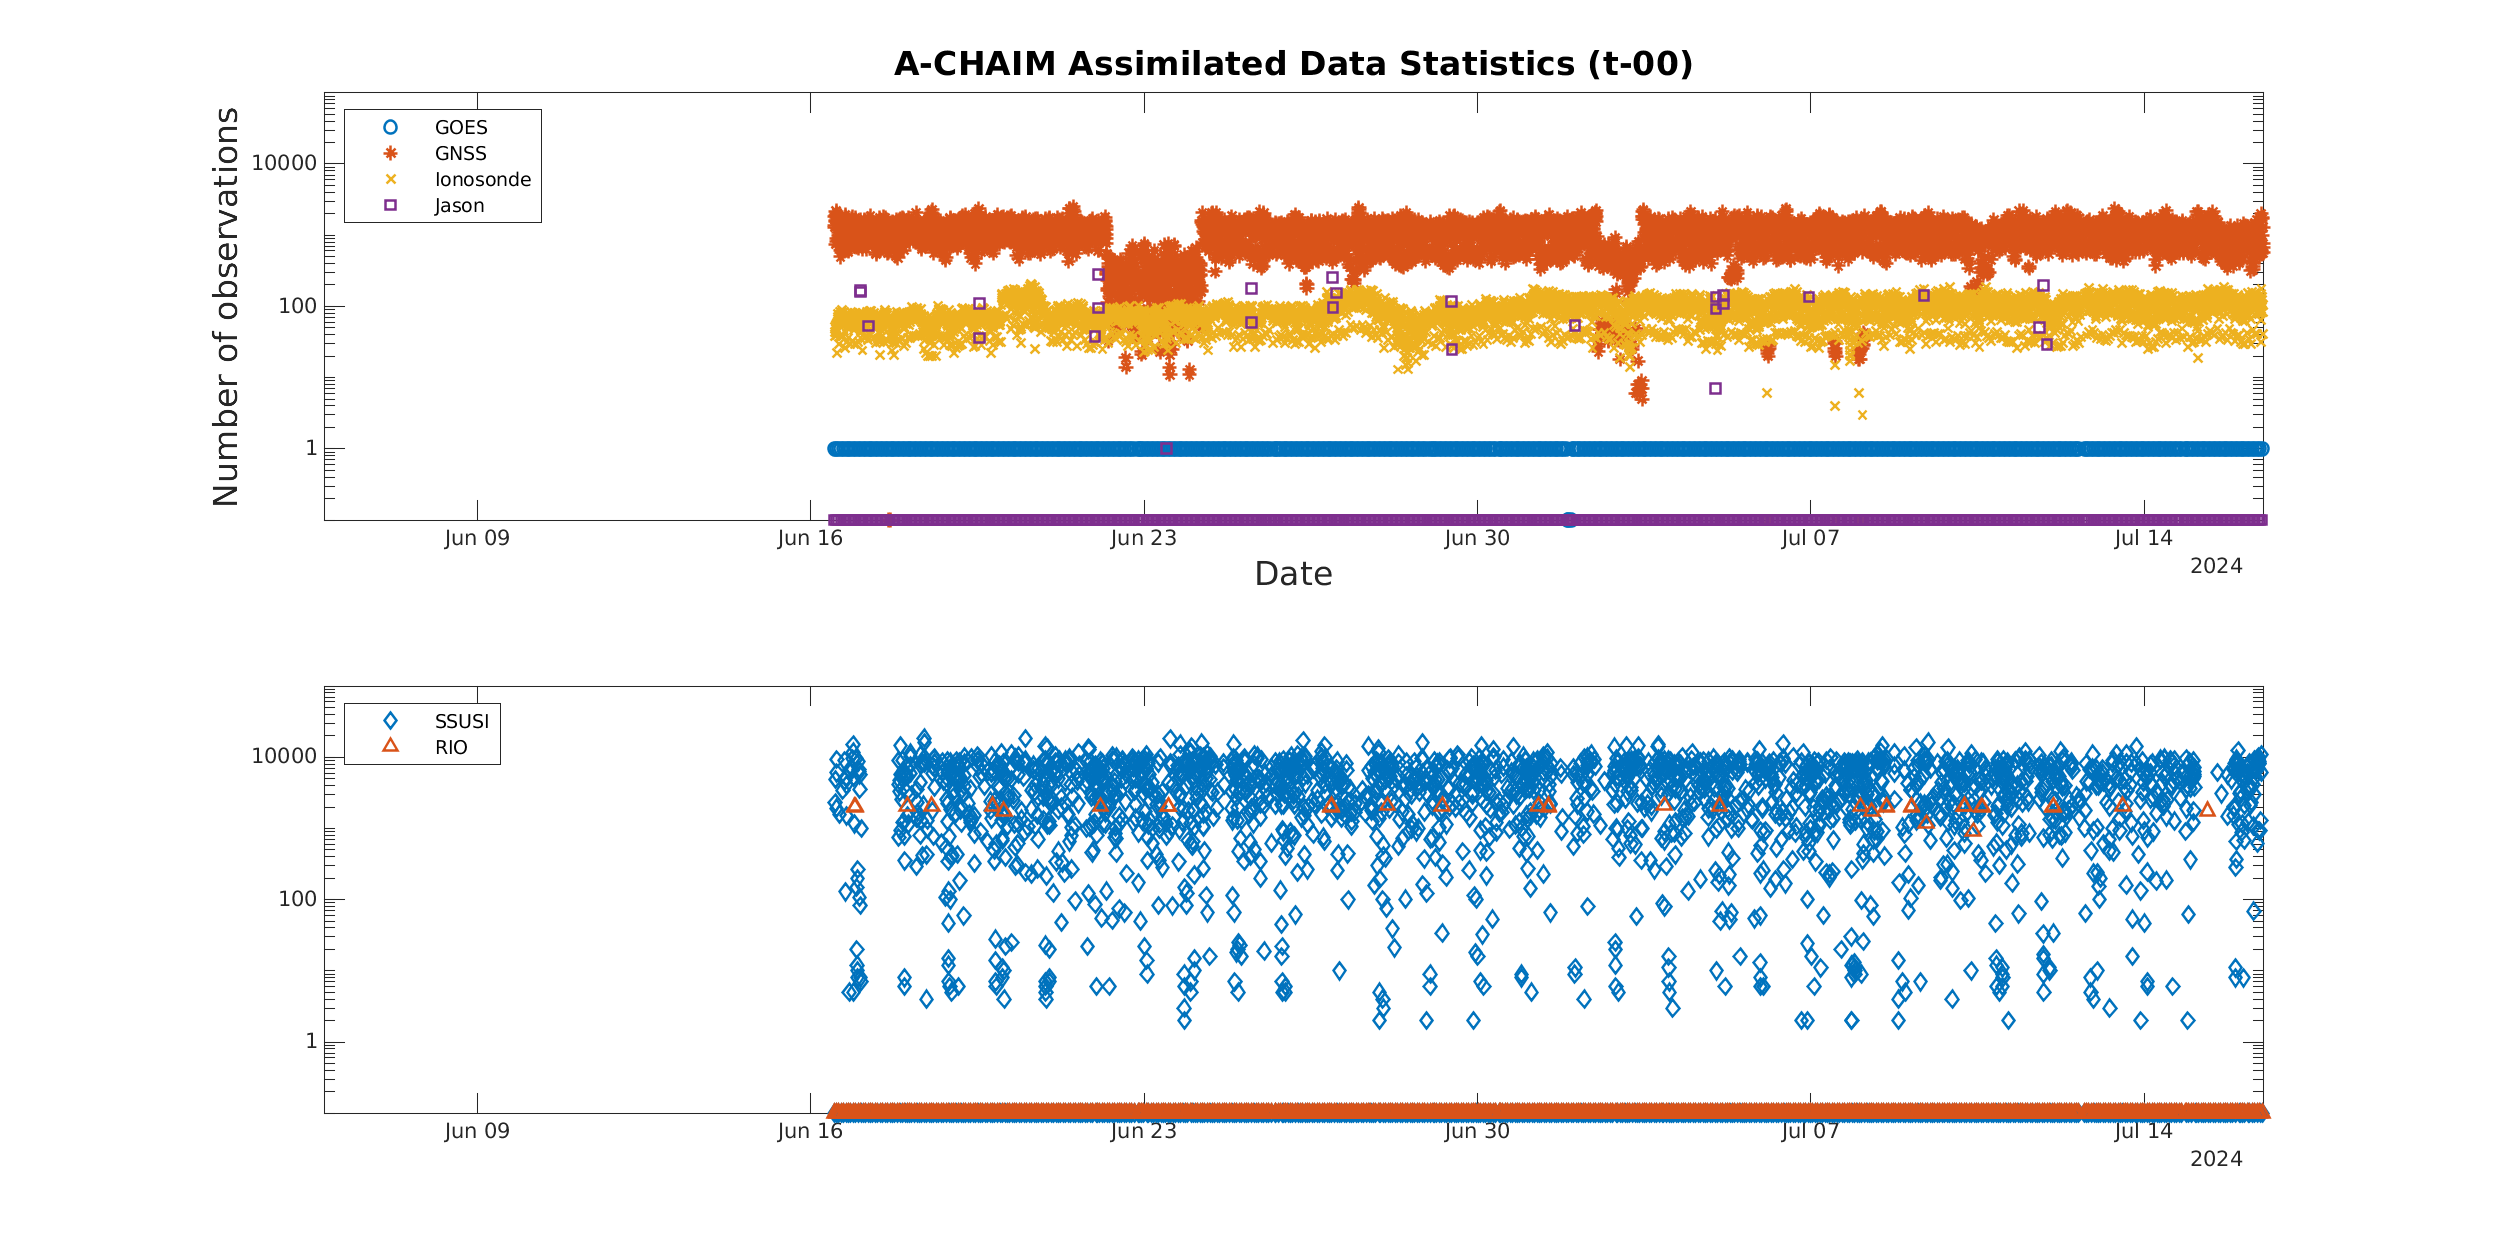 A-CHAIM Assimilated Data Statistics (t-00)
Number of observations
GOES
GNSS
Ionosonde
Jason
10000
100
1
Jun 09 Jun 16 Jun 23 Jun 30 Jul 07 Jul 14
2024
Date
SSUSI
RIO
10000
100
1
Jun 09 Jun 16 Jun 23 Jun 30 Jul 07 Jul 14
2024